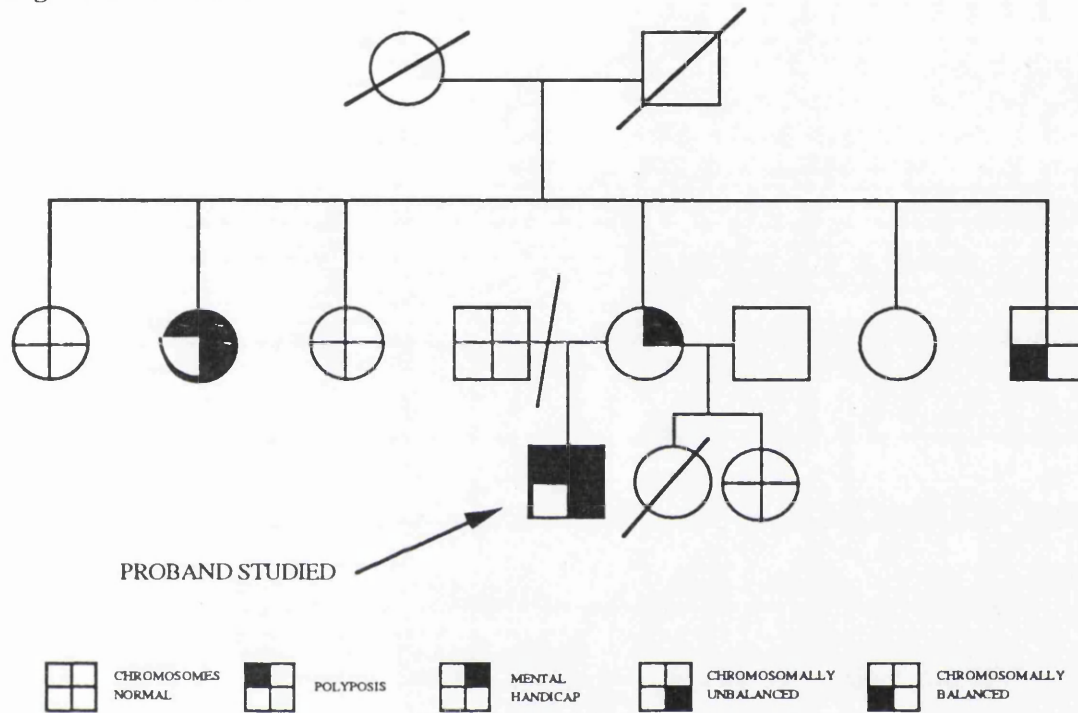 PROBAND STUDIED
CHROMOSOMES
NORMAL
POLYPOSIS
MENTAL
HANDICAP
CHROMOSOMALLY
UNBALANCED
CHROMOSOMALLY
BALANCED